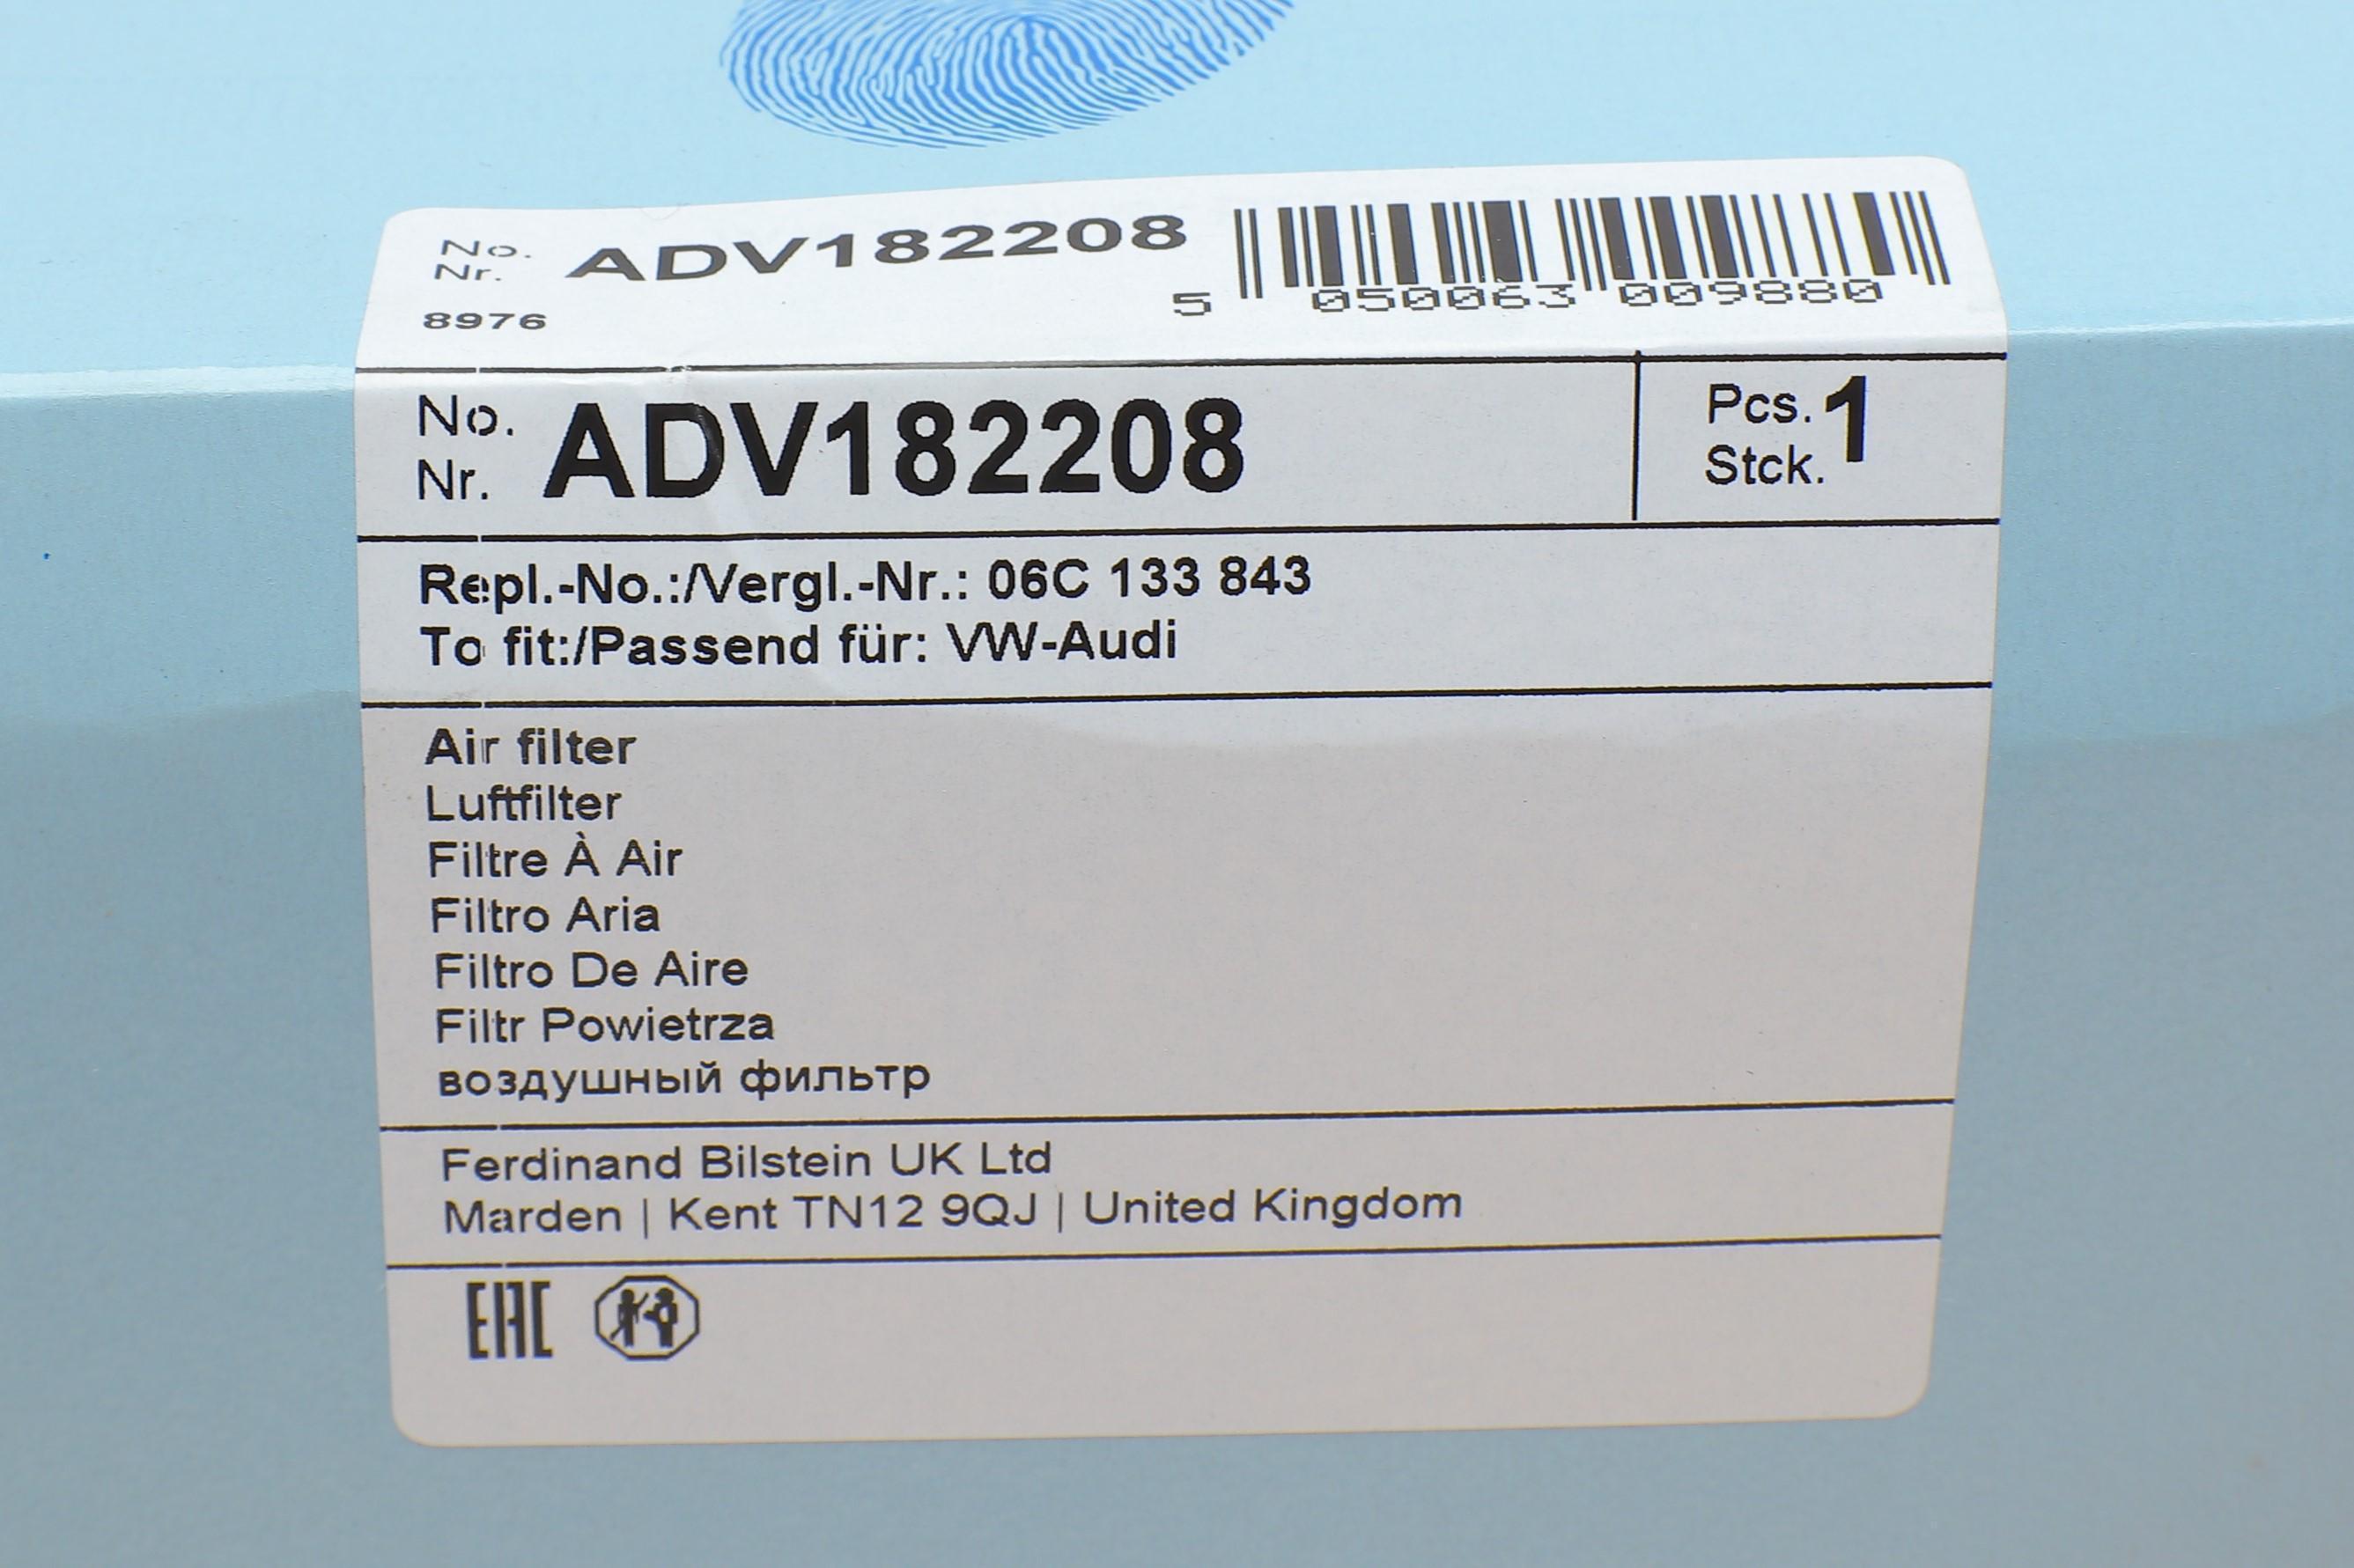 No.
Nr. ADV182208
8976
5 050063 009880
No.
Nr. ADV182208
Pcs.
Stck. 1
Repl.-No.:/Vergl.-Nr.: 06C 133 843
To fit:/Passend für: VW-Audi
Air filter
Luftfilter
Filtre À Air
Filtro Aria
Filtro De Aire
Filtr Powietrza
воздушный фильтр
Ferdinand Bilstein UK Ltd
Marden | Kent TN12 9QJ | United Kingdom
EAC